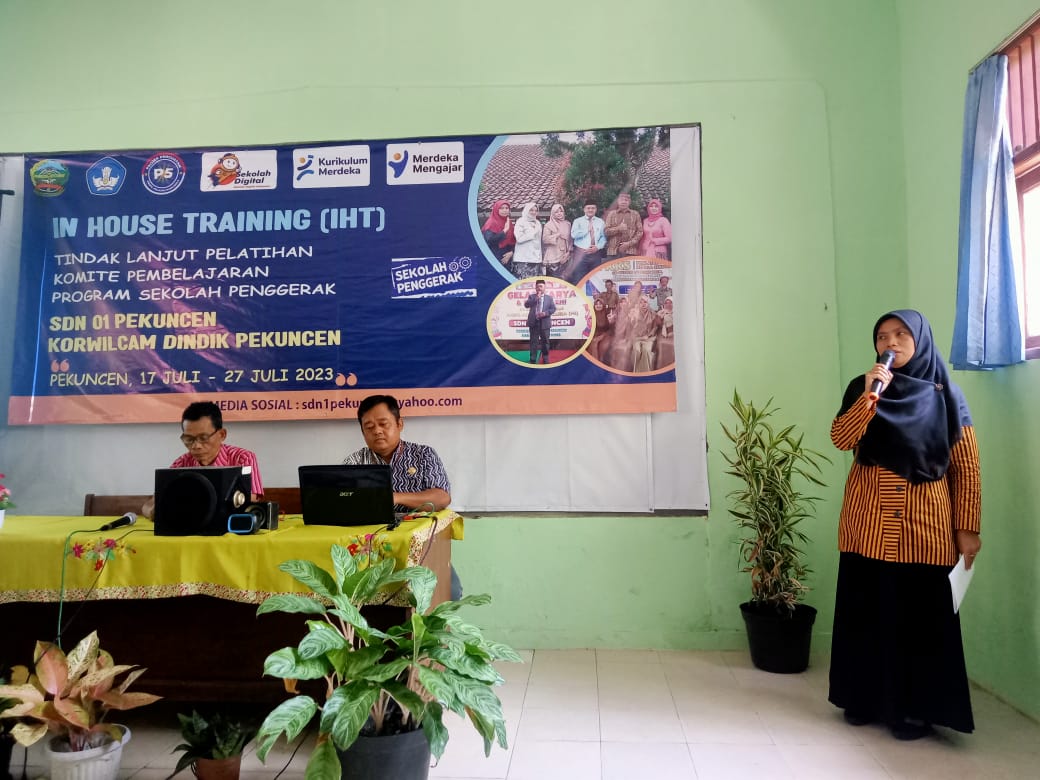 Sekolah Digital
Kurikulum Merdeka
Merdeka Mengajar
IN HOUSE TRAINING (IHT)
TINDAK LANJUT PELATIHAN
KOMITE PEMBELAJARAN
PROGRAM SEKOLAH PENGGERAK
SEKOLAH PENGGERAK
SDN 01 PEKUNCEN
KORWILCAM DINDIK PEKUNCEN
PEKUNCEN, 17 JULI - 27 JULI 2023
MEDIA SOSIAL : sdn1peku yahoo.com
acer